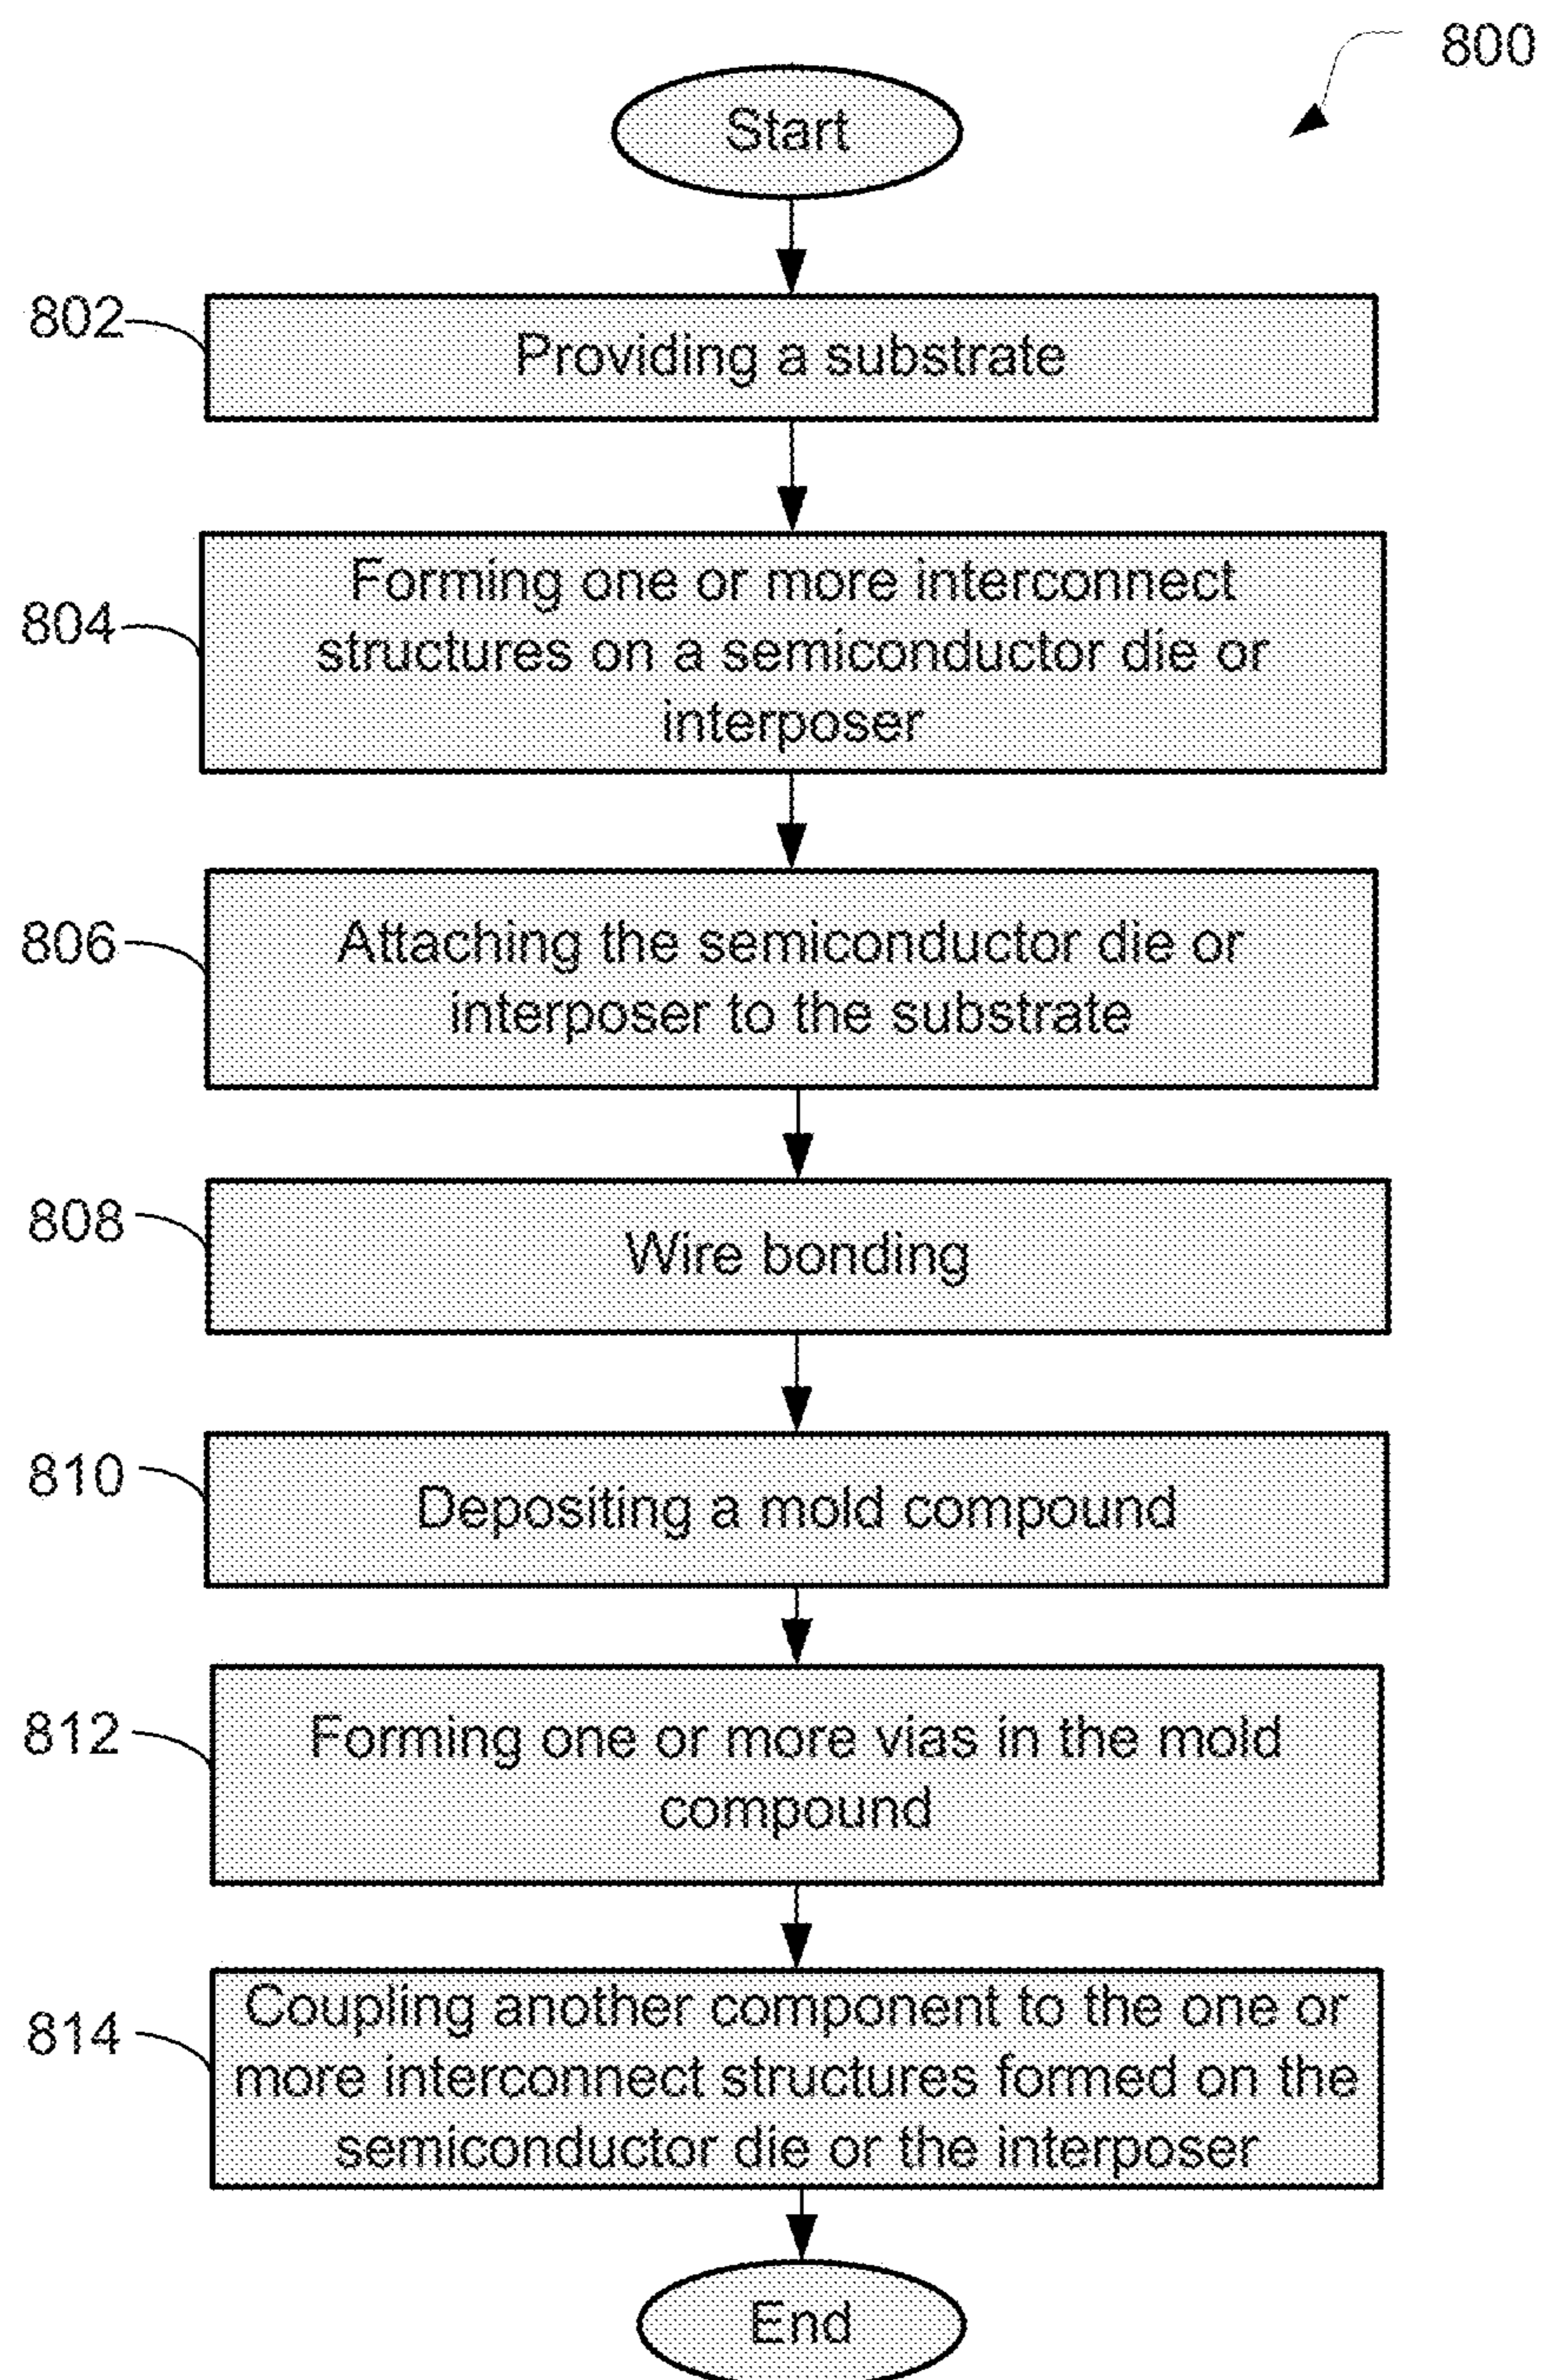 800
Start
802
Providing a substrate
804
Forming one or more interconnect
structures on a semiconductor die or
interposer
806
Attaching the semiconductor die or
interposer to the substrate
808
Wire bonding
810
Depositing a mold compound
812
Forming one or more vias in the mold
compound
814
Coupling another component to the one or
more interconnect structures formed on the
semiconductor die or the interposer
End